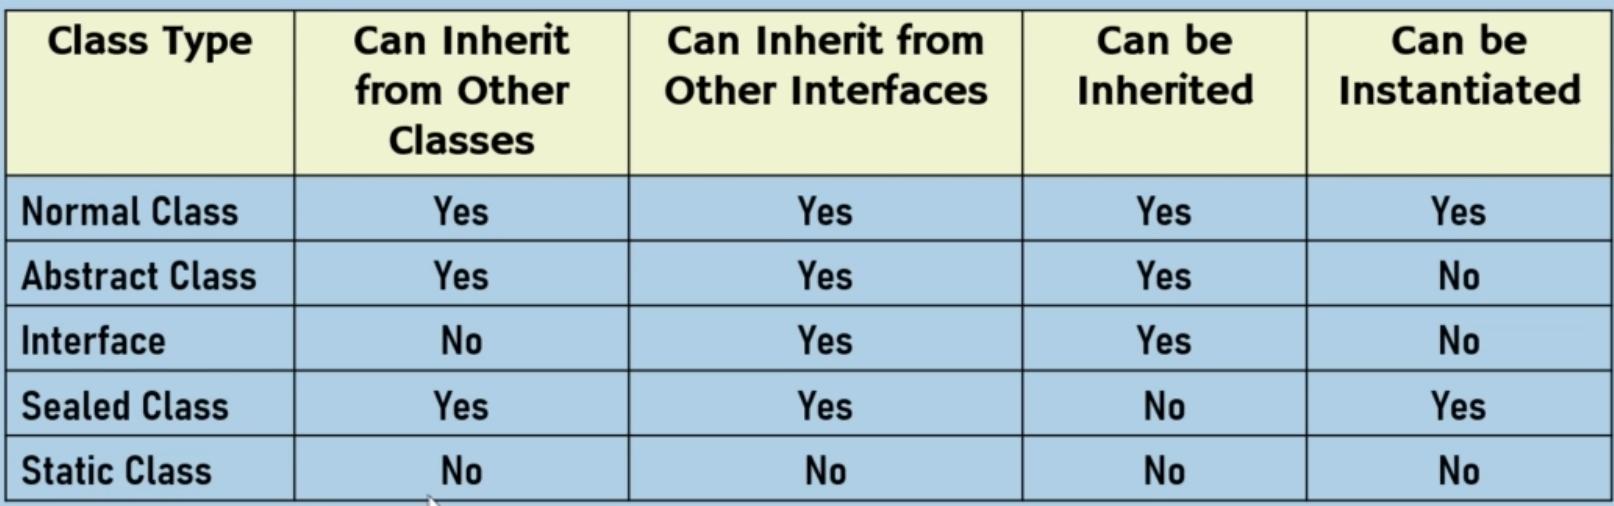 Class Type
Can Inherit
from Other
Classes
Can Inherit from
Other Interfaces
Can be
Inherited
Can be
Instantiated
Normal Class Yes Yes Yes Yes
Abstract Class Yes Yes Yes No
Interface No Yes Yes No
Sealed Class Yes Yes No Yes
Static Class No No No No